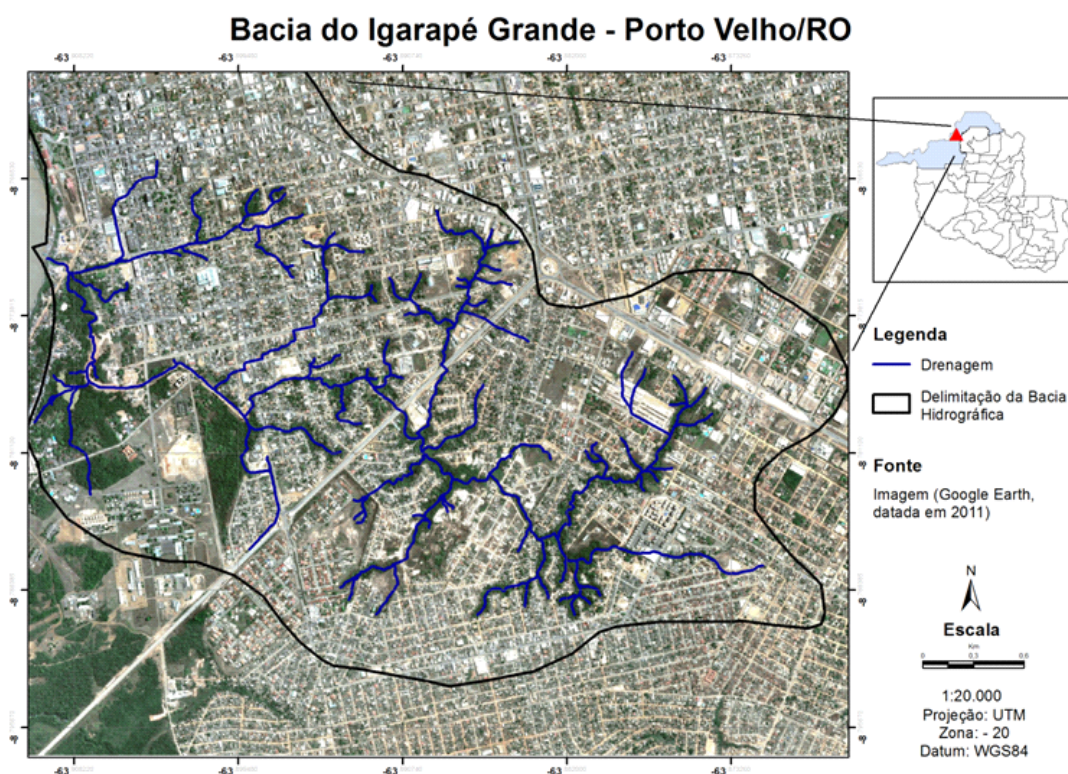 Bacia do Igarapé Grande - Porto Velho/RO
Legenda
Drenagem
Delimitação da Bacia
Hidrográfica
Fonte
Imagem (Google Earth,
datada em 2011)
N
Escala
Km
0 0,3 0,6
1:20.000
Projeção: UTM
Zona: - 20
Datum: WGS84